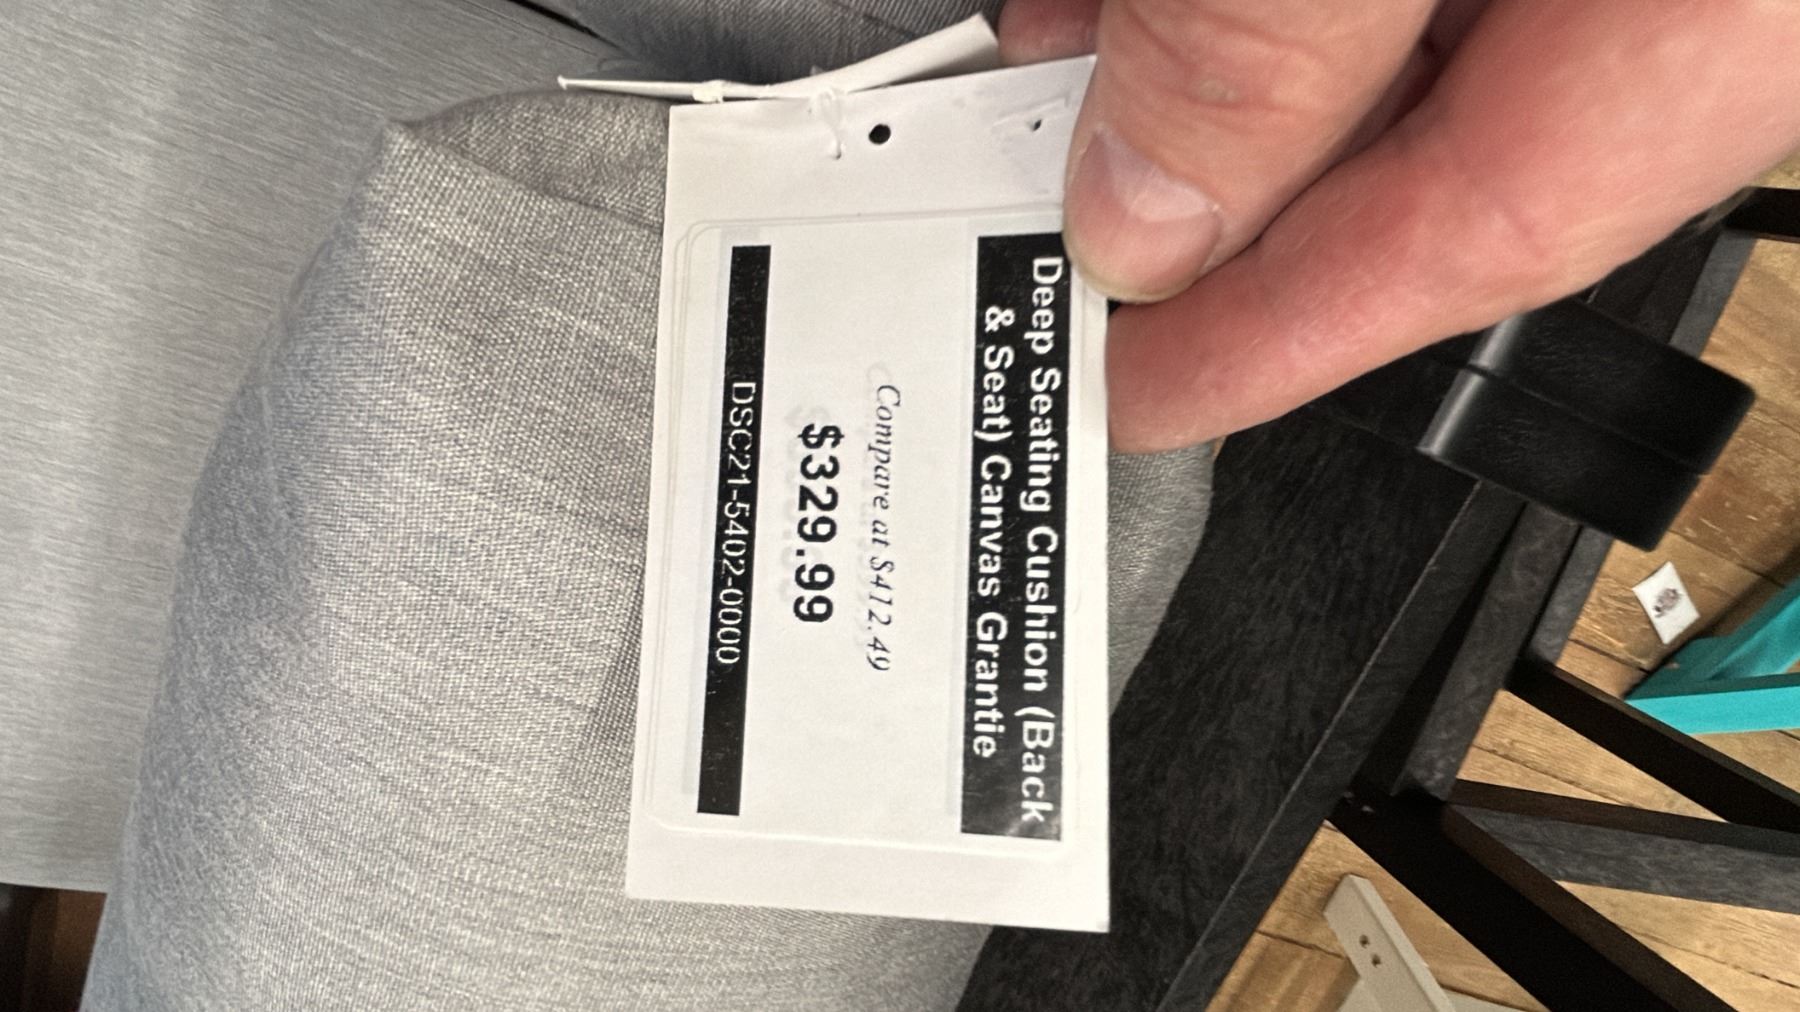 Deep Seating Cushion (Back
& Seat) Canvas Grantie
Compare at $412.49
$329.99
DSC21-5402-0000